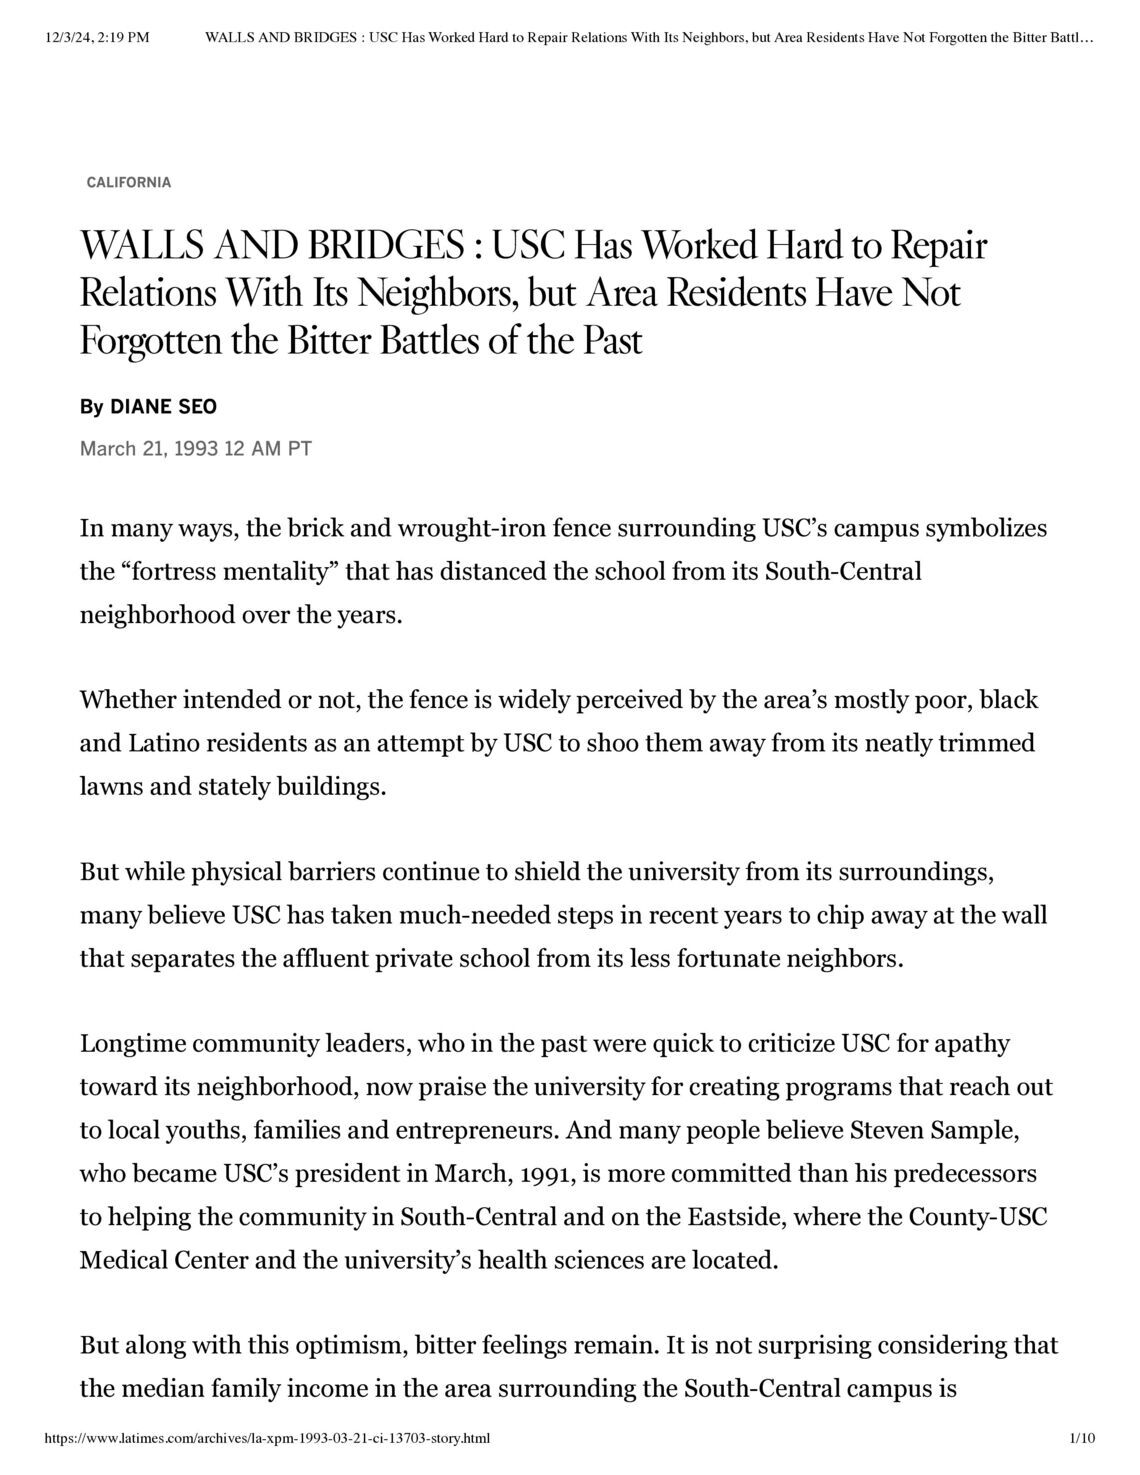 12/3/24, 2:19 PM WALLS AND BRIDGES : USC Has Worked Hard to Repair Relations With Its Neighbors, but Area Residents Have Not Forgotten the Bitter Battl…
CALIFORNIA
WALLS AND BRIDGES : USC Has Worked Hard to Repair
Relations With Its Neighbors, but Area Residents Have Not
Forgotten the Bitter Battles of the Past
By DIANE SEO
March 21, 1993 12 AM PT
In many ways, the brick and wrought-iron fence surrounding USC’s campus symbolizes
the “fortress mentality” that has distanced the school from its South-Central
neighborhood over the years.
Whether intended or not, the fence is widely perceived by the area’s mostly poor, black
and Latino residents as an attempt by USC to shoo them away from its neatly trimmed
lawns and stately buildings.
But while physical barriers continue to shield the university from its surroundings,
many believe USC has taken much-needed steps in recent years to chip away at the wall
that separates the affluent private school from its less fortunate neighbors.
Longtime community leaders, who in the past were quick to criticize USC for apathy
toward its neighborhood, now praise the university for creating programs that reach out
to local youths, families and entrepreneurs. And many people believe Steven Sample,
who became USC’s president in March, 1991, is more committed than his predecessors
to helping the community in South-Central and on the Eastside, where the County-USC
Medical Center and the university’s health sciences are located.
But along with this optimism, bitter feelings remain. It is not surprising considering that
the median family income in the area surrounding the South-Central campus is
https://www.latimes.com/archives/la-xpm-1993-03-21-ci-13703-story.html 1/10